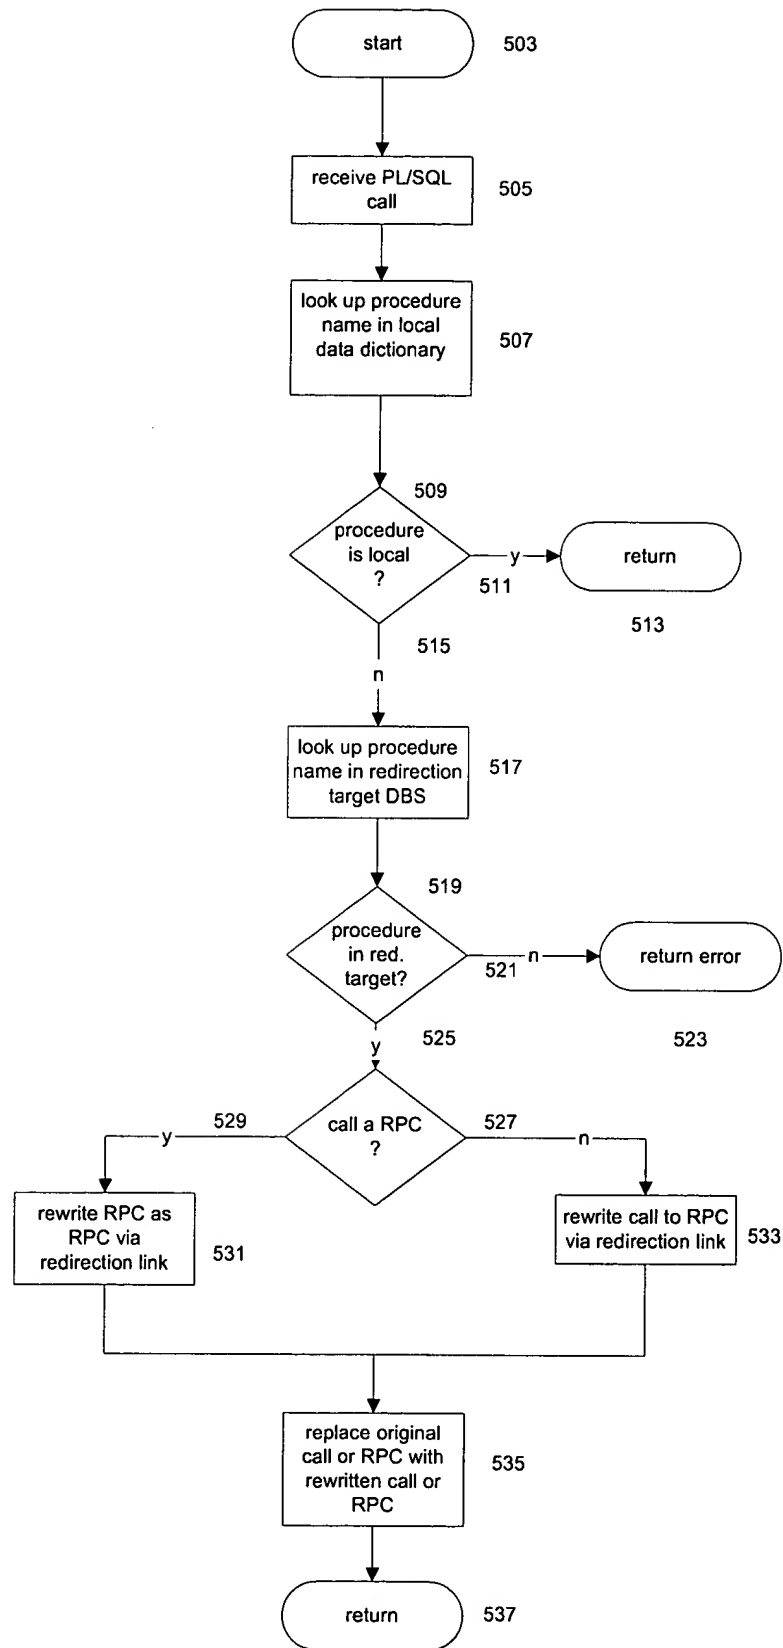 start
503
receive PL/SQL
call
505
look up procedure
name in local
data dictionary
507
509
procedure
is local
?
y
511
return
513
515
n
look up procedure
name in redirection
target DBS
517
519
procedure
in red.
target?
n
521
return error
523
525
y
call a RPC
?
529
y
527
n
rewrite RPC as
RPC via
redirection link
531
rewrite call to RPC
via redirection link
533
replace original
call or RPC with
rewritten call or
RPC
535
return
537